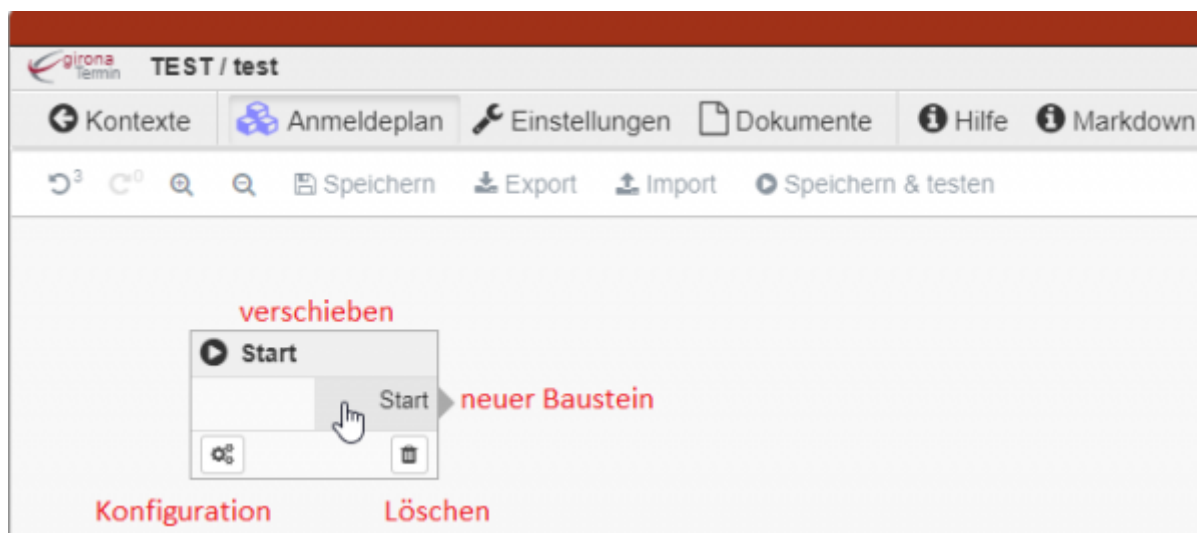 girona
Termin TEST / test
Kontexte Anmeldeplan Einstellungen Dokumente Hilfe Markdown
3 0 Speichern Export Import Speichern & testen
verschieben
Start
Start neuer Baustein
Konfiguration Löschen